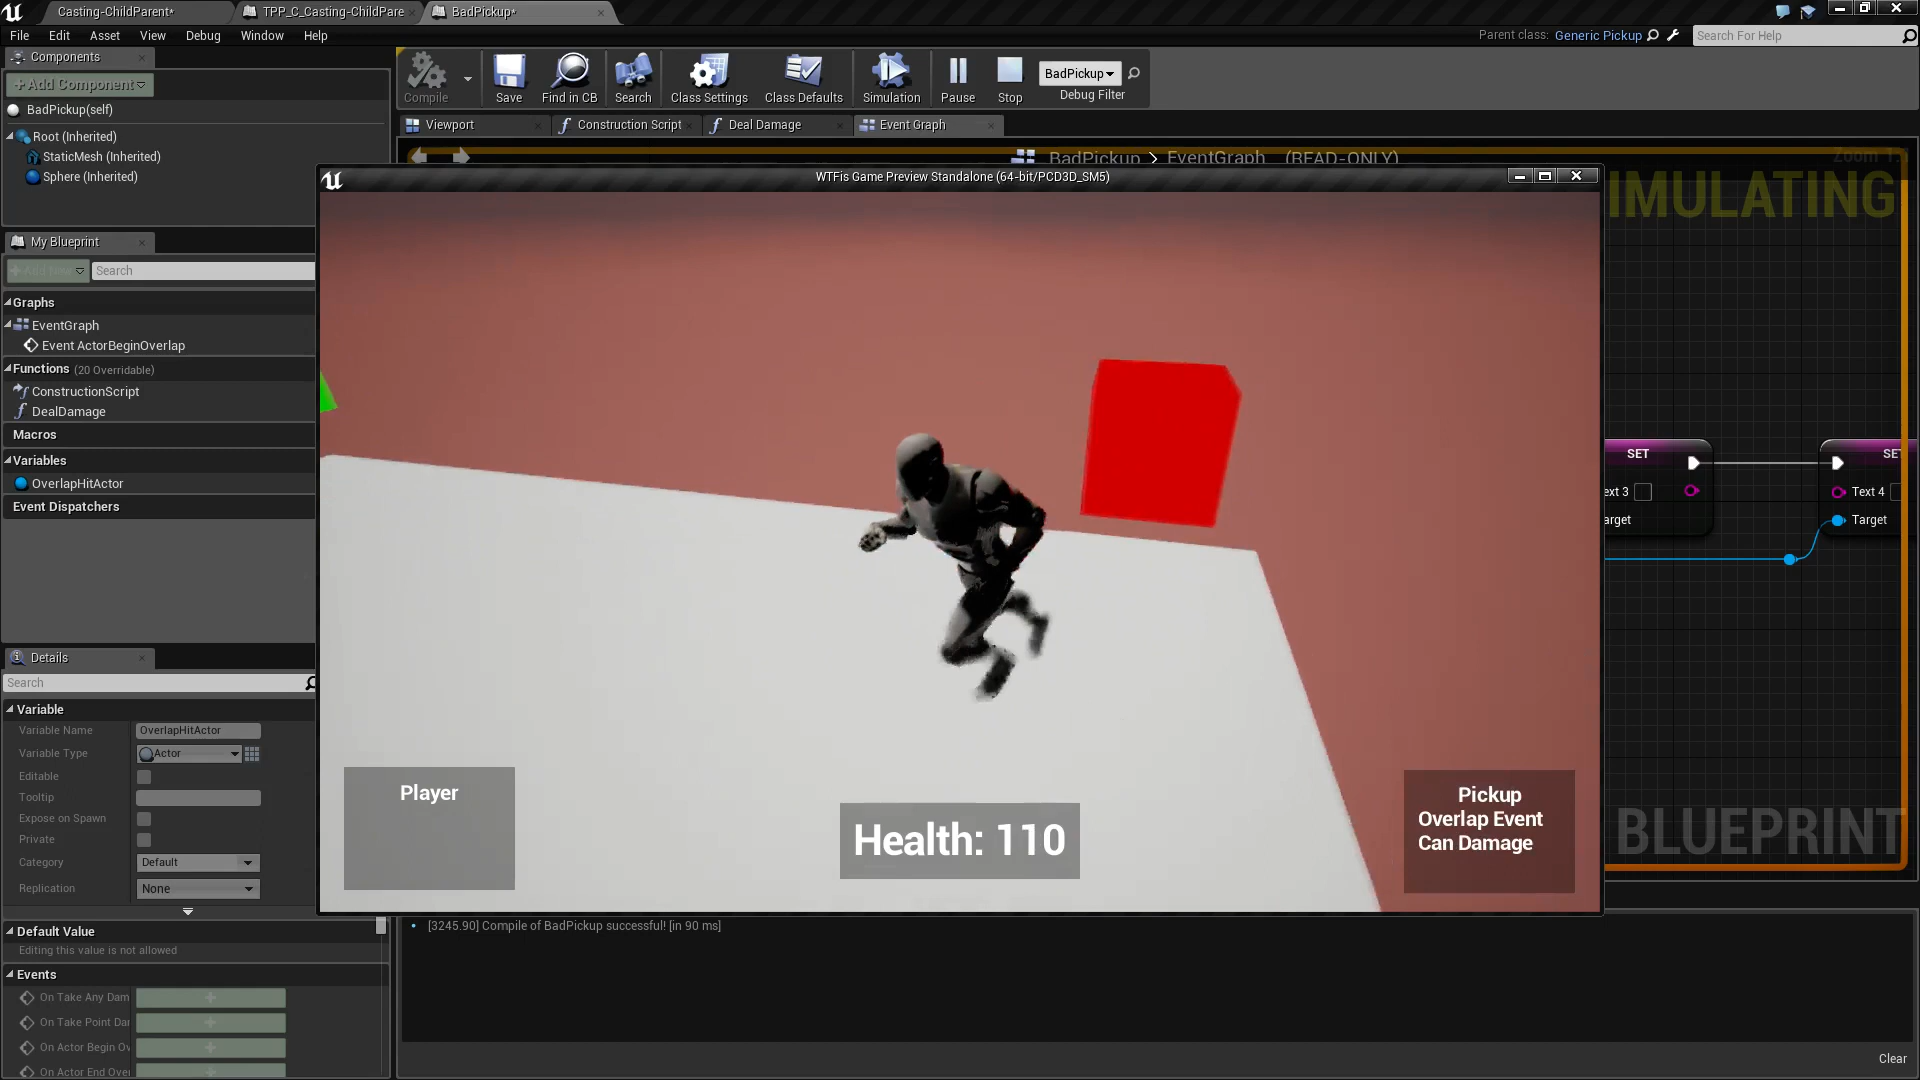 Casting-ChildParent*
TPP_C_Casting-ChildPare
BadPickup*
File Edit Asset View Debug Window Help
Parent class: Generic Pickup
Search For Help
Components
+Add Component
BadPickup(self)
Root (Inherited)
StaticMesh (Inherited)
Sphere (Inherited)
Compile
Save
Find in CB
Search
Class Settings
Class Defaults
Simulation
Pause
Stop
BadPickup
Debug Filter
Viewport
Construction Script
Deal Damage
Event Graph
BadPickup > EventGraph (READ-ONLY)
Zoom 1:1
IMULATING
WTFis Game Preview Standalone (64-bit/PCD3D_SM5)
My Blueprint
+Add New
Search
Graphs
EventGraph
Event ActorBeginOverlap
Functions (20 Overridable)
ConstructionScript
DealDamage
Macros
Variables
OverlapHitActor
Event Dispatchers
SET
ext 3
arget
SET
Text 4
Target
Details
Search
Variable
Variable Name OverlapHitActor
Variable Type Actor
Editable
Tooltip
Expose on Spawn
Private
Category Default
Replication None
Default Value
Editing this value is not allowed
Events
On Take Any Dam
On Take Point Dar
On Actor Begin Ov
On Actor End Over
Player
Health: 110
Pickup
Overlap Event
Can Damage
BLUEPRINT
[3245.90] Compile of BadPickup successful! [in 90 ms]
Clear